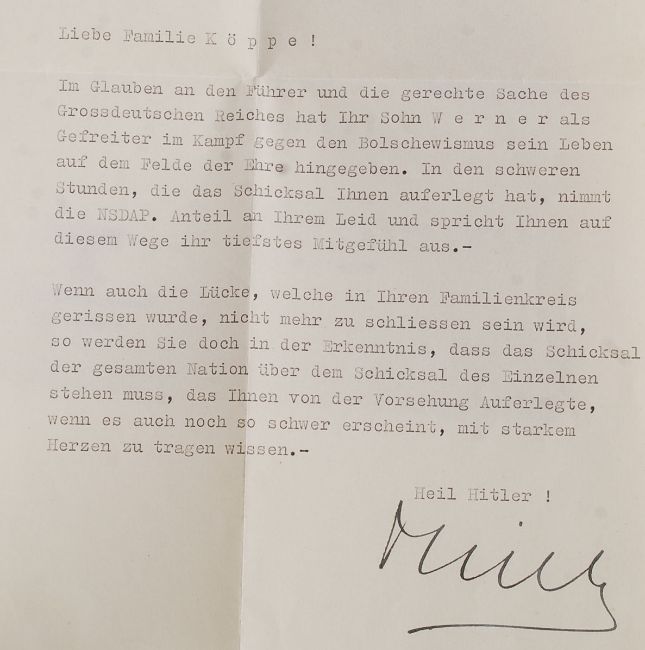 Liebe Familie K ö p p e !
Im Glauben an den Führer und die gerechte Sache des
Grossdeutschen Reiches hat Ihr Sohn W e r n e r als
Gefreiter im Kampf gegen den Bolschewismus sein Leben
auf dem Felde der Ehre hingegeben. In den schweren
Stunden, die das Schicksal Ihnen auferlegt hat, nimmt
die NSDAP. Anteil an Ihrem Leid und spricht Ihnen auf
diesem Wege ihr tiefstes Mitgefühl aus.-
Wenn auch die Lücke, welche in Ihren Familienkreis
gerissen wurde, nicht mehr zu schliessen sein wird,
so werden Sie doch in der Erkenntnis, dass das Schicksal
der gesamten Nation über dem Schicksal des Einzelnen
stehen muss, das Ihnen von der Vorsehung Auferlegte,
wenn es auch noch so schwer erscheint, mit starkem
Herzen zu tragen wissen.-
Heil Hitler !